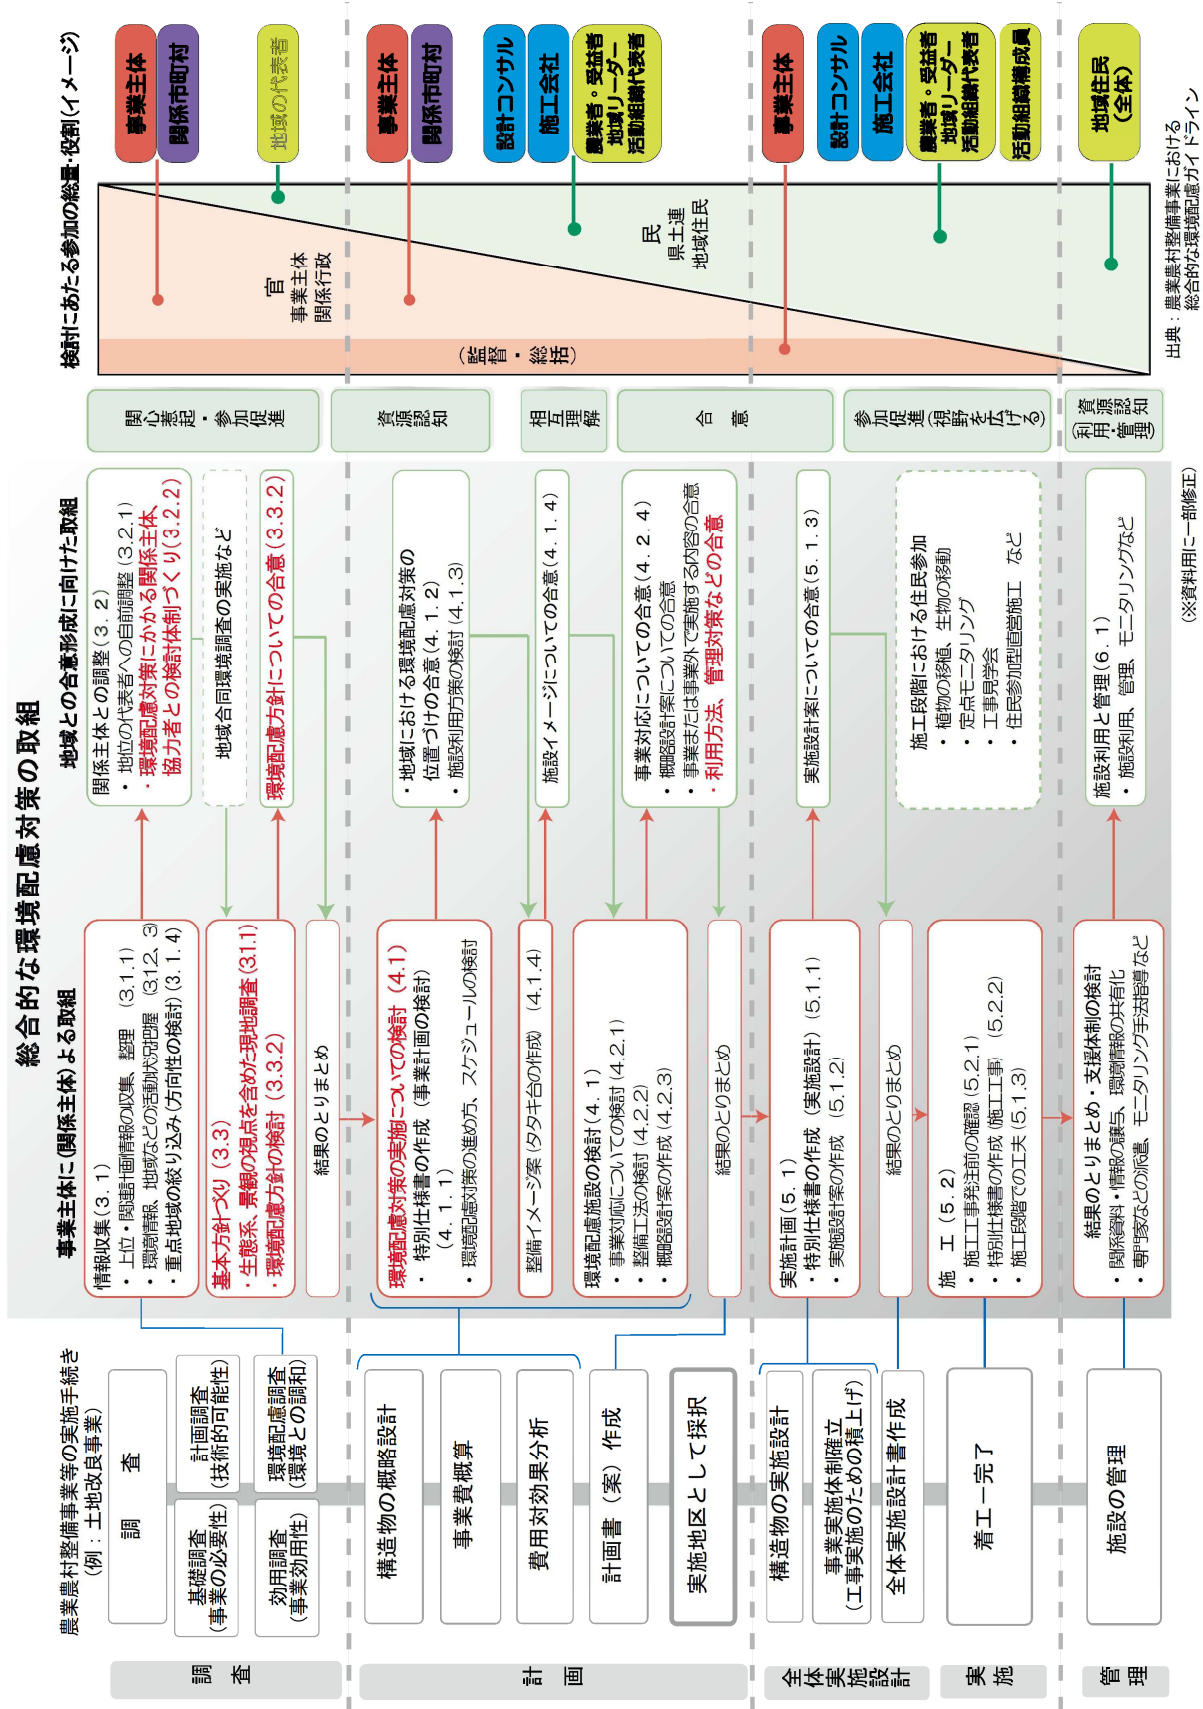 総合的な環境配慮対策の取組
農業農村整備事業等の実施手続き
(例：土地改良事業)
事業主体に(関係主体)よる取組
地域との合意形成に向けた取組
検討にあたる参加の総量・役割(イメージ)
調査
調　査
基礎調査
(事業の必要性)
計画調査
(技術的可能性)
効用調査
(事業効用性)
環境配慮調査
(環境との調和)
情報収集(3.1)
・上位・関連計画情報の収集、整理 (3.1.1)
・環境情報、地域などの活動状況把握 (3.1.2、3)
・重点地域の絞り込み(方向性の検討)(3.1.4)
基本方針づくり(3.3)
・生態系、景観の視点を含めた現地調査(3.1.1)
・環境配慮方針の検討(3.3.2)
結果のとりまとめ
関係主体との調整(3.2)
・地位の代表者への自前調整(3.2.1)
・環境配慮対策にかかる関係主体、
協力者との検討体制づくり(3.2.2)
地域合同環境調査の実施など
環境配慮方針についての合意(3.3.2)
関心惹起・参加促進
事業主体
関係市町村
地域の代表者
官
事業主体
関係行政
計画
構造物の概略設計
事業費概算
費用対効果分析
計画書(案)作成
実施地区として採択
環境配慮対策の実施についての検討(4.1)
・特別仕様書の作成(事業計画の検討)
(4.1.1)
・環境配慮対策の進め方、スケジュールの検討
整備イメージ案(タタキ台の作成)(4.1.4)
環境配慮施設の検討(4.1)
・事業対応についての検討(4.2.1)
・整備工法の検討(4.2.2)
・概略設計案の作成(4.2.3)
結果のとりまとめ
・地域における環境配慮対策の
位置づけの合意(4.1.2)
・施設利用方策の検討(4.1.3)
施設イメージについての合意(4.1.4)
事業対応についての合意(4.2.4)
・概略設計案についての合意
・事業または事業外で実施する内容の合意
・利用方法、管理対策などの合意
資源認知
相互理解
合　意
(監督・総括)
民
県土連
地域住民
事業主体
関係市町村
設計コンサル
施工会社
農業者・受益者
地域リーダー
活動組織代表者
全体実施設計
構造物の実施設計
事業実施体制確立
(工事実施のための積上げ)
全体実施設計書作成
実施計画(5.1)
・特別仕様書の作成(実施設計)(5.1.1)
・実施設計案の作成(5.1.2)
結果のとりまとめ
実施設計案についての合意(5.1.3)
実施
着工ー完了
施　工(5.2)
・施工工事発注前の確認(5.2.1)
・特別仕様書の作成(施工工事)(5.2.2)
・施工段階での工夫(5.1.3)
施工段階における住民参加
・植物の移植、生物の移動
・定点モニタリング
・工事見学会
・住民参加型直営施工　など
参加
促進(視野を広げる)
事業主体
設計コンサル
施工会社
農業者・受益者
地域リーダー
活動組織代表者
活動組織構成員
管理
施設の管理
結果のとりまとめ・支援体制の検討
・関係資料・情報の譲与、環境情報の共有化
・専門家などの派遣、モニタリング手法指導など
施設利用と管理(6.1)
・施設利用、管理、モニタリングなど
資源認知
(利用・管理)
地域住民
(全体)
出典：農業農村整備事業における
総合的な環境配慮ガイドライン
(※資料用に一部修正)